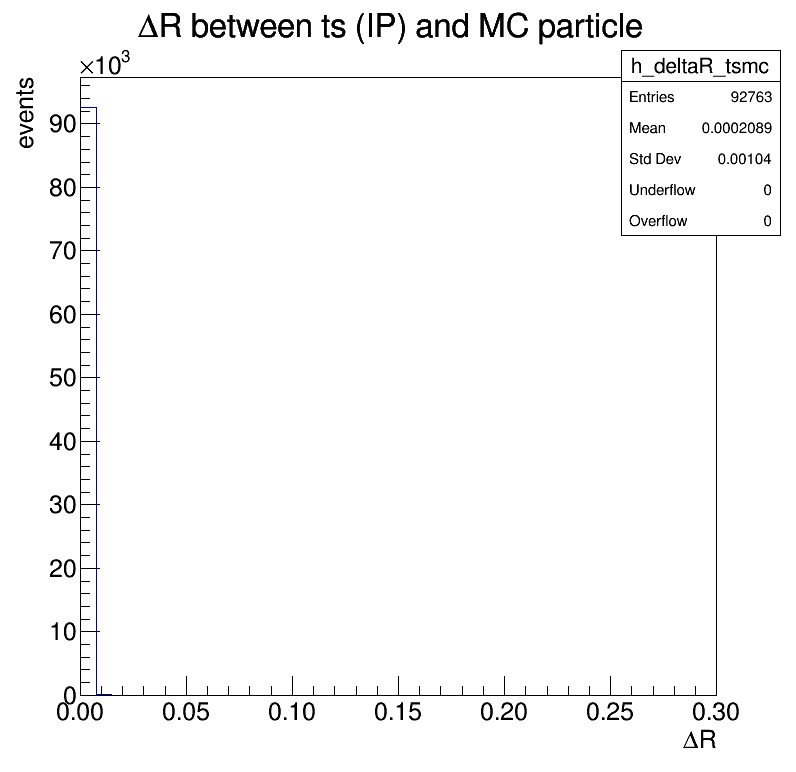 ΔR between ts (IP) and MC particle
×10³
h_deltaR_tsmc
Entries 92763
Mean 0.0002089
Std Dev 0.00104
Underflow 0
Overflow 0
events
90
80
70
60
50
40
30
20
10
0
0.00 0.05 0.10 0.15 0.20 0.25 0.30
ΔR